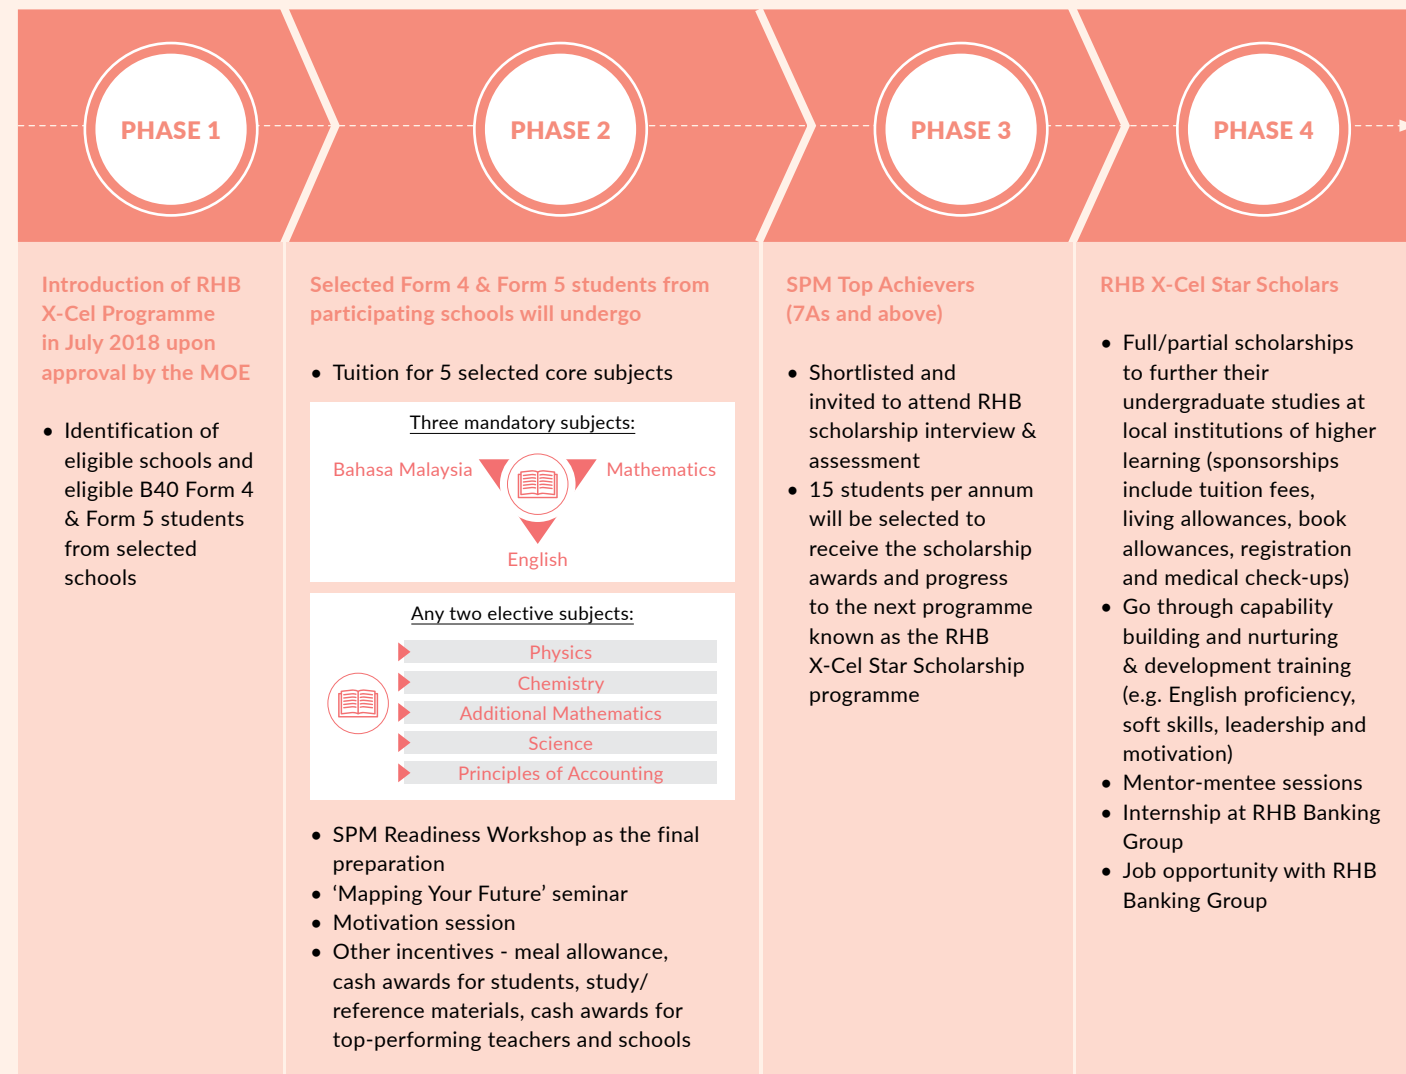 PHASE 1
PHASE 2
PHASE 3
PHASE 4
Introduction of RHB
X-Cel Programme
in July 2018 upon
approval by the MOE
• Identification of
eligible schools and
eligible B40 Form 4
& Form 5 students
from selected
schools
Selected Form 4 & Form 5 students from
participating schools will undergo
• Tuition for 5 selected core subjects
Three mandatory subjects:
Bahasa Malaysia
Mathematics
English
Any two elective subjects:
Physics
Chemistry
Additional Mathematics
Science
Principles of Accounting
• SPM Readiness Workshop as the final
preparation
• ‘Mapping Your Future’ seminar
• Motivation session
• Other incentives - meal allowance,
cash awards for students, study/
reference materials, cash awards for
top-performing teachers and schools
SPM Top Achievers
(7As and above)
• Shortlisted and
invited to attend RHB
scholarship interview &
assessment
• 15 students per annum
will be selected to
receive the scholarship
awards and progress
to the next programme
known as the RHB
X-Cel Star Scholarship
programme
RHB X-Cel Star Scholars
• Full/partial scholarships
to further their
undergraduate studies at
local institutions of higher
learning (sponsorships
include tuition fees,
living allowances, book
allowances, registration
and medical check-ups)
• Go through capability
building and nurturing
& development training
(e.g. English proficiency,
soft skills, leadership and
motivation)
• Mentor-mentee sessions
• Internship at RHB Banking
Group
• Job opportunity with RHB
Banking Group